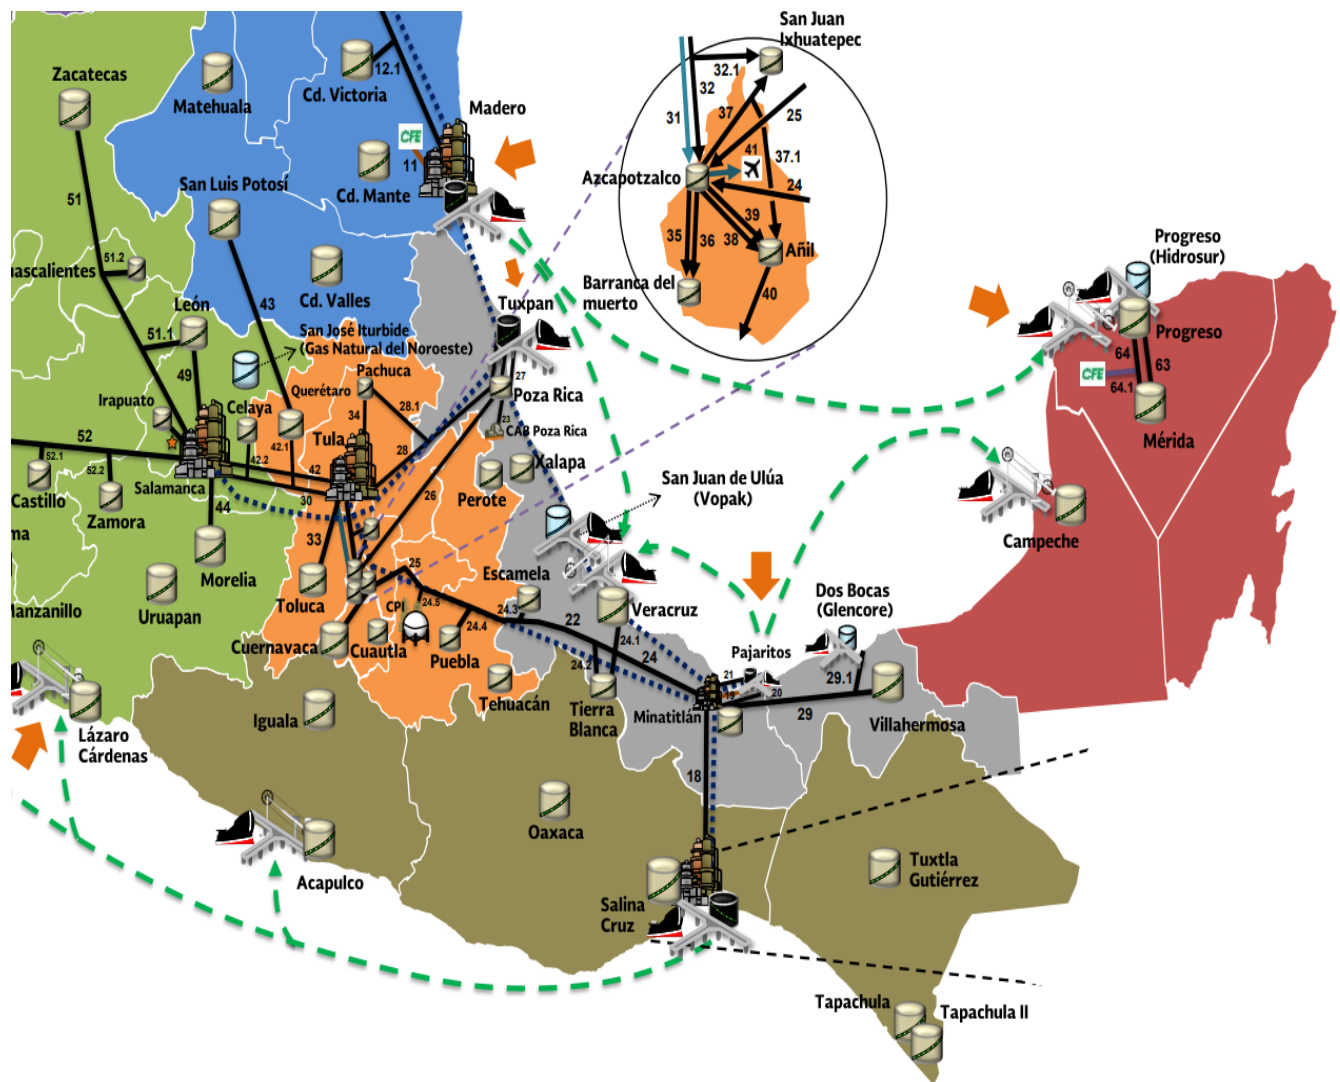 San Juan
Ixhuatepec
Zacatecas
12.1
32.1
Matehuala
Cd. Victoria
Madero
32
37
25
31
CFE
11
41
37.1
Azcapotzalco
24
San Luis Potosí
Cd. Mante
51
39
35
36
38
Añil
Progreso
(Hidrosur)
51.2
uascalientes
Barranca del
muerto
40
Cd. Valles
León
43
Tuxpan
51.1
San José Iturbide
(Gas Natural del Noroeste)
Progreso
64
63
CFE
64.1
49
Pachuca
Querétaro
27
Poza Rica
Irapuato
Celaya
34
28.1
23
CAB Poza Rica
Mérida
52
Tula
42.1
28
52.1
52.2
42.2
42
Xalapa
San Juan de Ulúa
(Vopak)
Salamanca
30
Perote
26
Castillo
Zamora
44
ma
33
Campeche
Morelia
25
Escamela
Toluca
Dos Bocas
(Glencore)
Manzanillo
Uruapan
CPI
24.5
24.3
22
Veracruz
24.4
24.1
Cuernavaca
Cuautla
Puebla
24.2
24
Pajaritos
21
29.1
Tehuacán
19
20
Iguala
Tierra
Blanca
Minatitlán
29
Villahermosa
Lázaro
Cárdenas
18
Oaxaca
Tuxtla
Gutiérrez
Acapulco
Salina
Cruz
Tapachula
Tapachula II